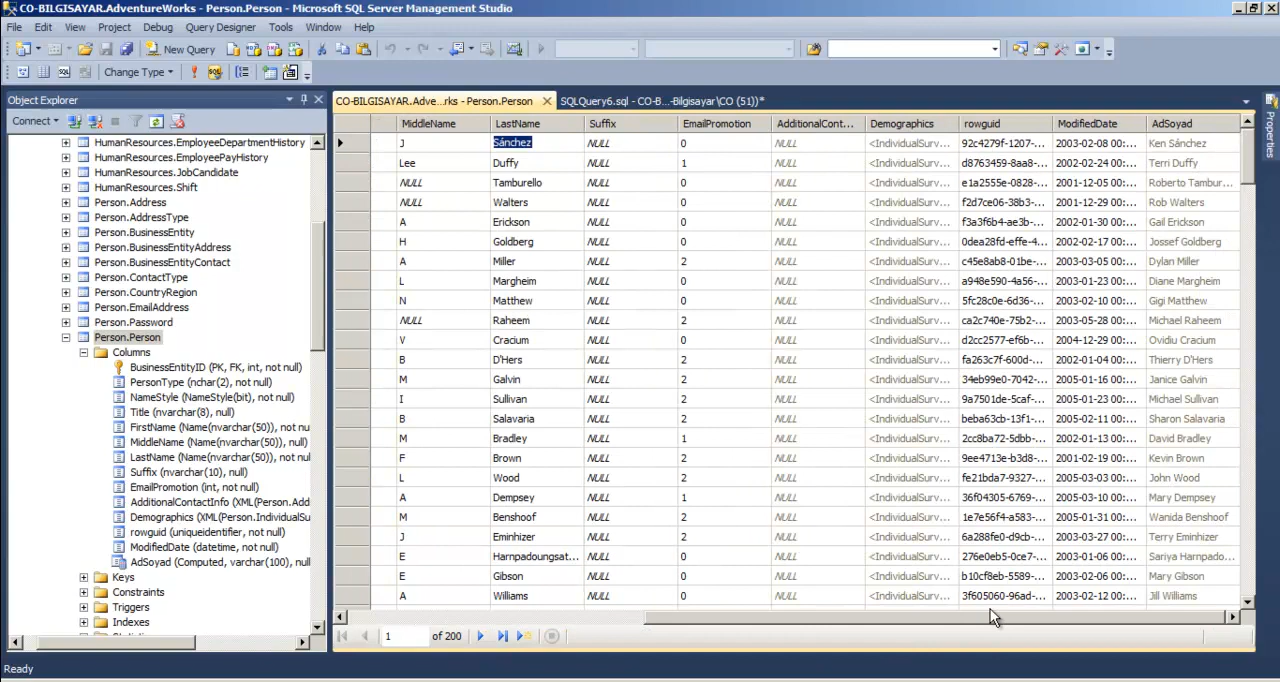 CO-BILGISAYAR.AdventureWorks - Person.Person - Microsoft SQL Server Management Studio
File Edit View Project Debug Query Designer Tools Window Help
New Query
Change Type
Object Explorer
Connect
HumanResources.EmployeeDepartmentHistory
HumanResources.EmployeePayHistory
HumanResources.JobCandidate
HumanResources.Shift
Person.Address
Person.AddressType
Person.BusinessEntity
Person.BusinessEntityAddress
Person.BusinessEntityContact
Person.ContactType
Person.CountryRegion
Person.EmailAddress
Person.Password
Person.Person
Columns
BusinessEntityID (PK, FK, int, not null)
PersonType (nchar(2), not null)
NameStyle (NameStyle(bit), not null)
Title (nvarchar(8), null)
FirstName (Name(nvarchar(50)), not nu
MiddleName (Name(nvarchar(50)), null)
LastName (Name(nvarchar(50)), not nul
Suffix (nvarchar(10), null)
EmailPromotion (int, not null)
AdditionalContactInfo (XML(Person.Add
Demographics (XML(Person.IndividualSu
rowguid (uniqueidentifier, not null)
ModifiedDate (datetime, not null)
AdSoyad (Computed, varchar(100), null
Keys
Constraints
Triggers
Indexes
CO-BILGISAYAR.Adve...rks - Person.Person SQLQuery6.sql - CO-B...-Bilgisayar\CO (51))*
MiddleName LastName Suffix EmailPromotion AdditionalCont... Demographics rowguid ModifiedDate AdSoyad
J Sánchez NULL 0 NULL <IndividualSurv... 92c4279f-1207-... 2003-02-08 00:... Ken Sánchez
Lee Duffy NULL 1 NULL <IndividualSurv... d8763459-8aa8-... 2002-02-24 00:... Terri Duffy
NULL Tamburello NULL 0 NULL <IndividualSurv... e1a2555e-0828-... 2001-12-05 00:... Roberto Tambur...
NULL Walters NULL 0 NULL <IndividualSurv... f2d7ce06-38b3-... 2001-12-29 00:... Rob Walters
A Erickson NULL 0 NULL <IndividualSurv... f3a3f6b4-ae3b-... 2002-01-30 00:... Gail Erickson
H Goldberg NULL 0 NULL <IndividualSurv... 0dea28fd-effe-4... 2002-02-17 00:... Jossef Goldberg
A Miller NULL 2 NULL <IndividualSurv... c45e8ab8-01be-... 2003-03-05 00:... Dylan Miller
L Margheim NULL 0 NULL <IndividualSurv... a948e590-4a56-... 2003-01-23 00:... Diane Margheim
N Matthew NULL 0 NULL <IndividualSurv... 5fc28c0e-6d36-... 2003-02-10 00:... Gigi Matthew
NULL Raheem NULL 2 NULL <IndividualSurv... ca2c740e-75b2-... 2003-05-28 00:... Michael Raheem
V Cracium NULL 0 NULL <IndividualSurv... d2cc2577-ef6b-... 2004-12-29 00:... Ovidiu Cracium
B D'Hers NULL 2 NULL <IndividualSurv... fa263c7f-600d-... 2002-01-04 00:... Thierry D'Hers
M Galvin NULL 2 NULL <IndividualSurv... 34eb99e0-7042-... 2005-01-16 00:... Janice Galvin
I Sullivan NULL 2 NULL <IndividualSurv... 9a7501de-5caf-... 2005-01-23 00:... Michael Sullivan
B Salavaria NULL 2 NULL <IndividualSurv... beba63cb-13f1-... 2005-02-11 00:... Sharon Salavaria
M Bradley NULL 1 NULL <IndividualSurv... 2cc8ba72-5dbb-... 2002-01-13 00:... David Bradley
F Brown NULL 2 NULL <IndividualSurv... 9ee4713e-b3d8-... 2001-02-19 00:... Kevin Brown
L Wood NULL 2 NULL <IndividualSurv... fe21bda7-9327-... 2005-03-03 00:... John Wood
A Dempsey NULL 1 NULL <IndividualSurv... 36f04305-6769-... 2005-03-10 00:... Mary Dempsey
M Benshoof NULL 2 NULL <IndividualSurv... 1e7e56f4-a583-... 2005-01-31 00:... Wanida Benshoof
J Eminhizer NULL 2 NULL <IndividualSurv... 6a288fe0-d9cb-... 2003-03-27 00:... Terry Eminhizer
E Harnpadoungsat... NULL 0 NULL <IndividualSurv... 276e0eb5-0ce7-... 2003-01-06 00:... Sariya Harnpado...
E Gibson NULL 0 NULL <IndividualSurv... b10cf8eb-5589-... 2003-02-06 00:... Mary Gibson
A Williams NULL 0 NULL <IndividualSurv... 3f605060-96ad-... 2003-02-12 00:... Jill Williams
1 of 200
Properties
Ready